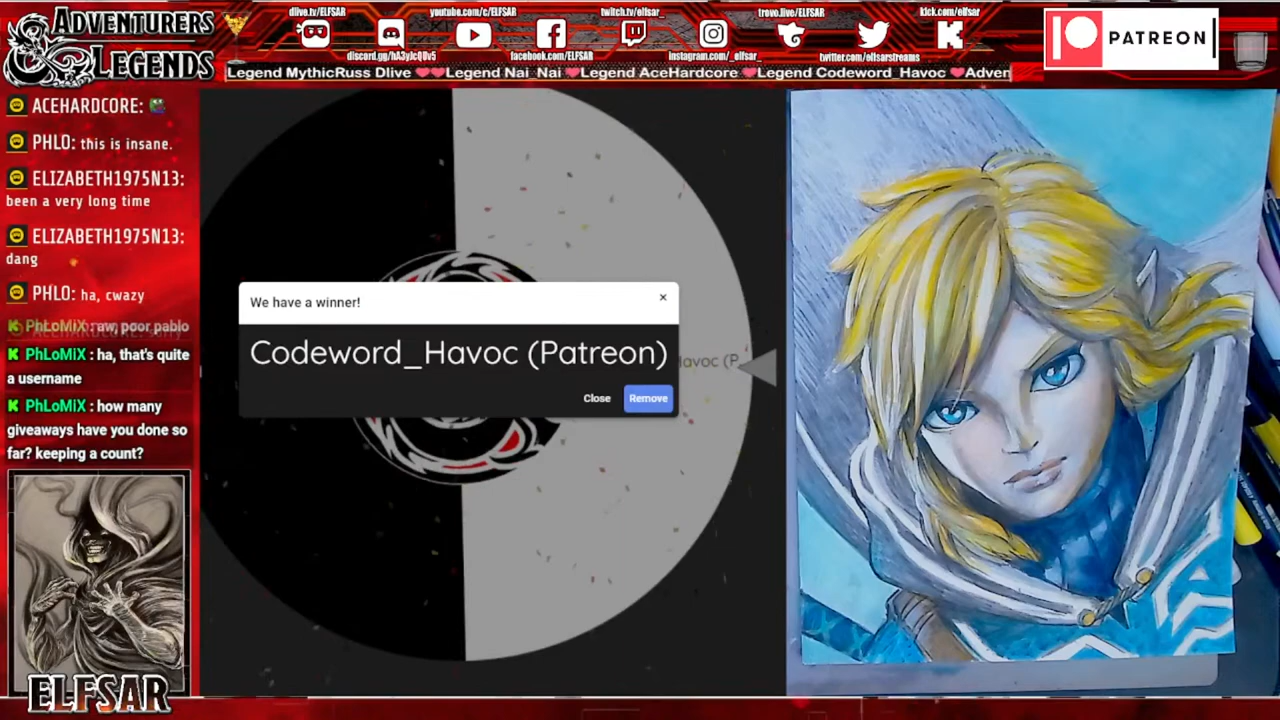 ADVENTURERS
& LEGENDS
dlive.tv/ELFSAR
youtube.com/c/ELFSAR
twitch.tv/elfsar_
trovo.live/ELFSAR
kick.com/elfsar
discord.gg/hA3yJcQBv5
facebook.com/ELFSAR
instagram.com/_elfsar_
twitter.com/elfsarstreams
PATREON
Legend MythicRuss Dlive ❤❤Legend Nai_Nai ❤Legend AceHardcore ❤Legend Codeword_Havoc ❤Adven
ACEHARDCORE:
PHLO: this is insane.
ELIZABETH1975N13:
been a very long time
ELIZABETH1975N13:
dang
PHLO: ha, cwazy
PhLoMiX : aw, poor pablo
PhLoMiX : ha, that's quite
a username
PhLoMiX : how many
giveaways have you done so
far? keeping a count?
We have a winner!
×
Codeword_Havoc (Patreon)
Havoc (P
Close
Remove
ELFSAR